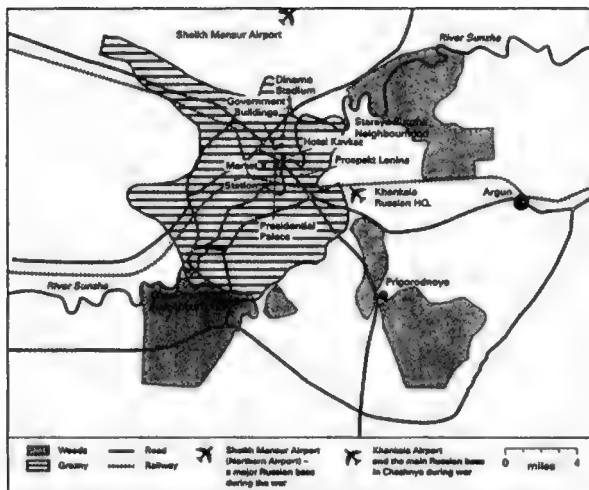 Sheikh Mansur Airport
River Sunzha
Dinamo
Stadium
Government
Buildings
Neighbourhood
Hotel Kavkaz
Market
Prospekt Lenina
Station
Khankala
Russian HQ.
Argun
Presidential
Palace
River Sunzha
Prigorodnoye
Woods
Grozny
Road
Railway
Sheikh Mansur Airport
(Northern Airport) –
a major Russian base
during the war
Khankala Airport
and the main Russian base
in Chechnya during war
0
4
miles